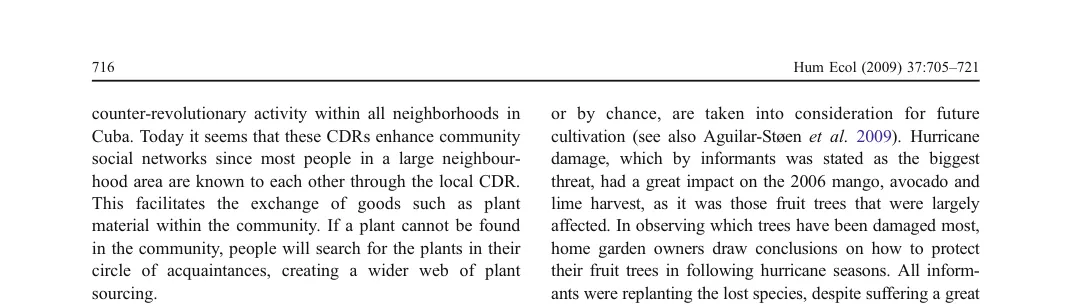 716
Hum Ecol (2009) 37:705–721
counter-revolutionary activity within all neighborhoods in
Cuba. Today it seems that these CDRs enhance community
social networks since most people in a large neighbour-
hood area are known to each other through the local CDR.
This facilitates the exchange of goods such as plant
material within the community. If a plant cannot be found
in the community, people will search for the plants in their
circle of acquaintances, creating a wider web of plant
sourcing.
or by chance, are taken into consideration for future
cultivation (see also Aguilar-Støen et al. 2009). Hurricane
damage, which by informants was stated as the biggest
threat, had a great impact on the 2006 mango, avocado and
lime harvest, as it was those fruit trees that were largely
affected. In observing which trees have been damaged most,
home garden owners draw conclusions on how to protect
their fruit trees in following hurricane seasons. All inform-
ants were replanting the lost species, despite suffering a great